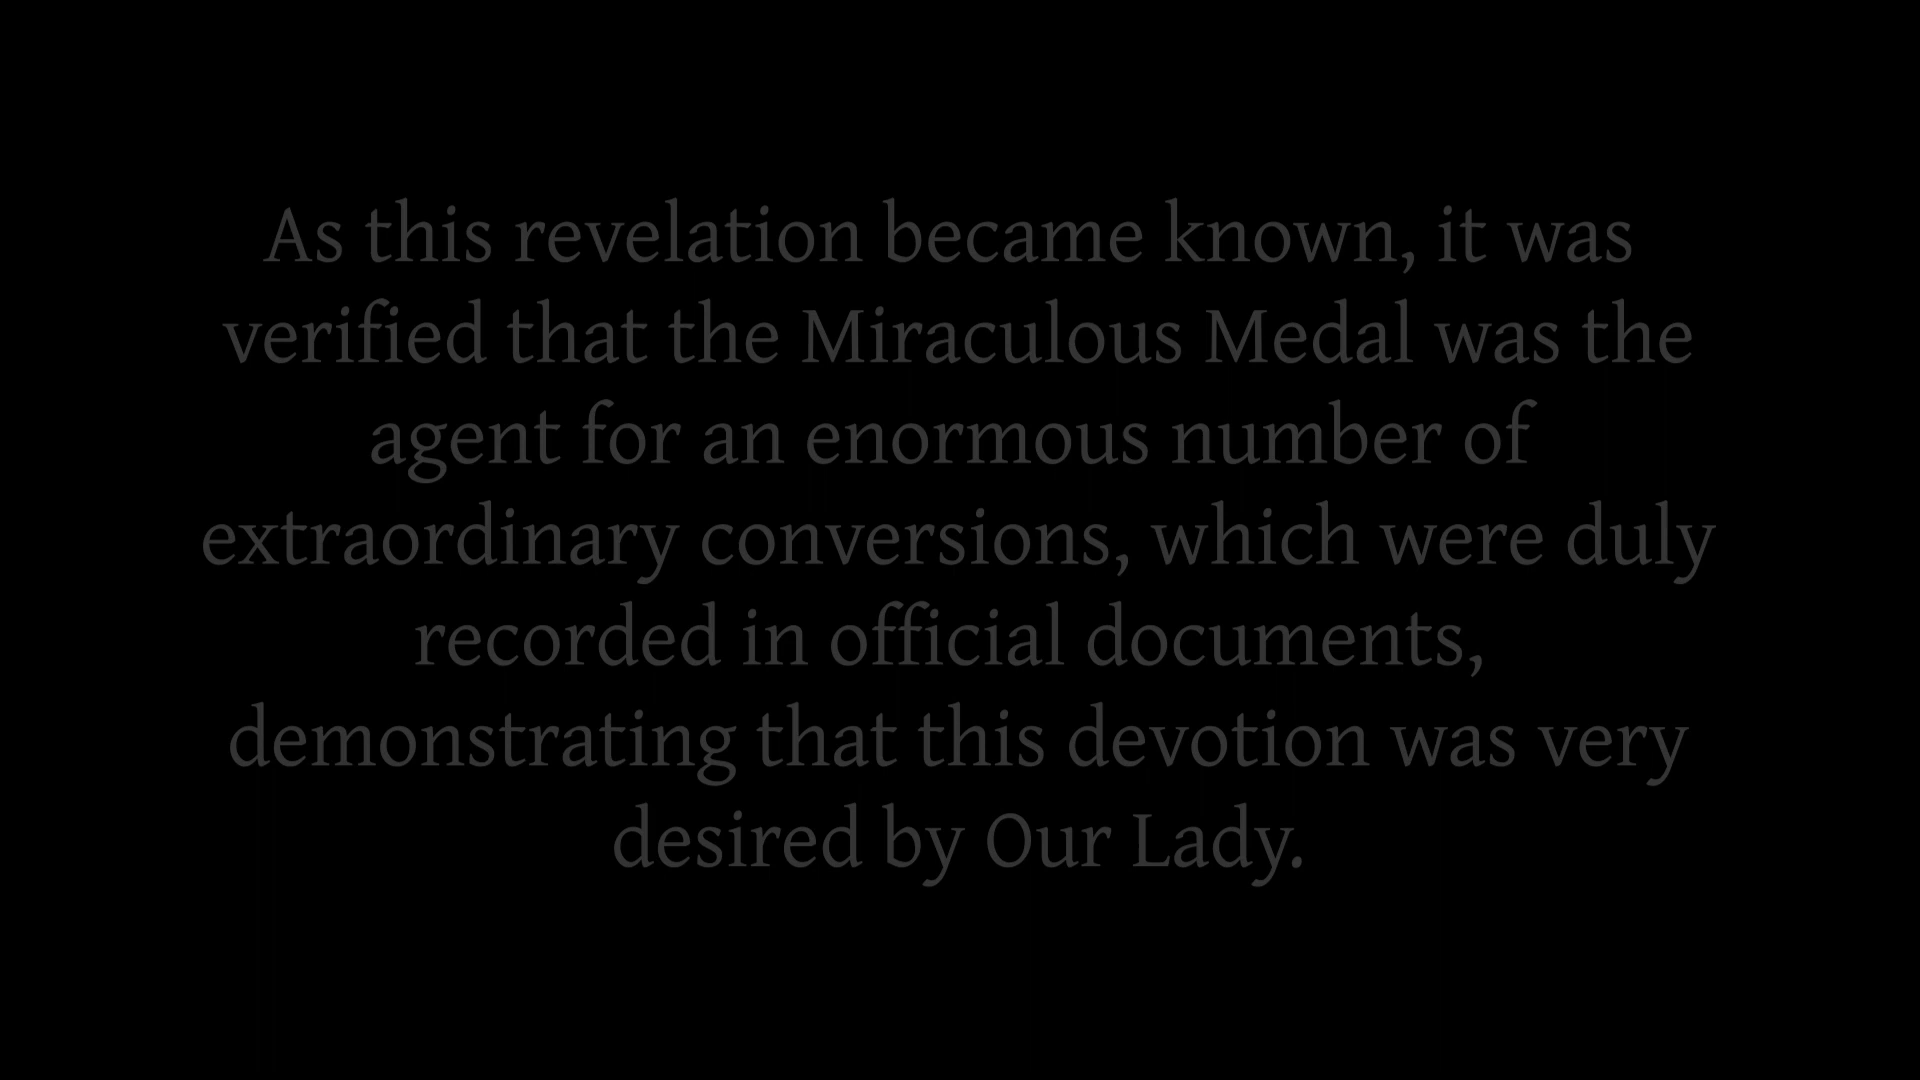 As this revelation became known, it was
verified that the Miraculous Medal was the
agent for an enormous number of
extraordinary conversions, which were duly
recorded in official documents,
demonstrating that this devotion was very
desired by Our Lady.